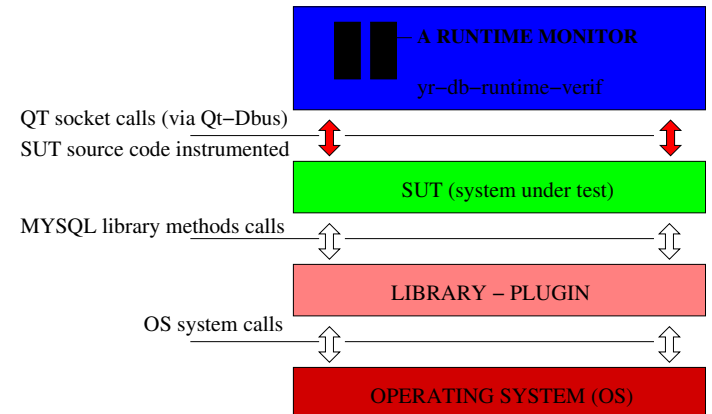 A RUNTIME MONITOR
yr−db−runtime−verif
QT socket calls (via Qt−Dbus)
SUT source code instrumented
SUT (system under test)
MYSQL library methods calls
LIBRARY − PLUGIN
OS system calls
OPERATING SYSTEM (OS)